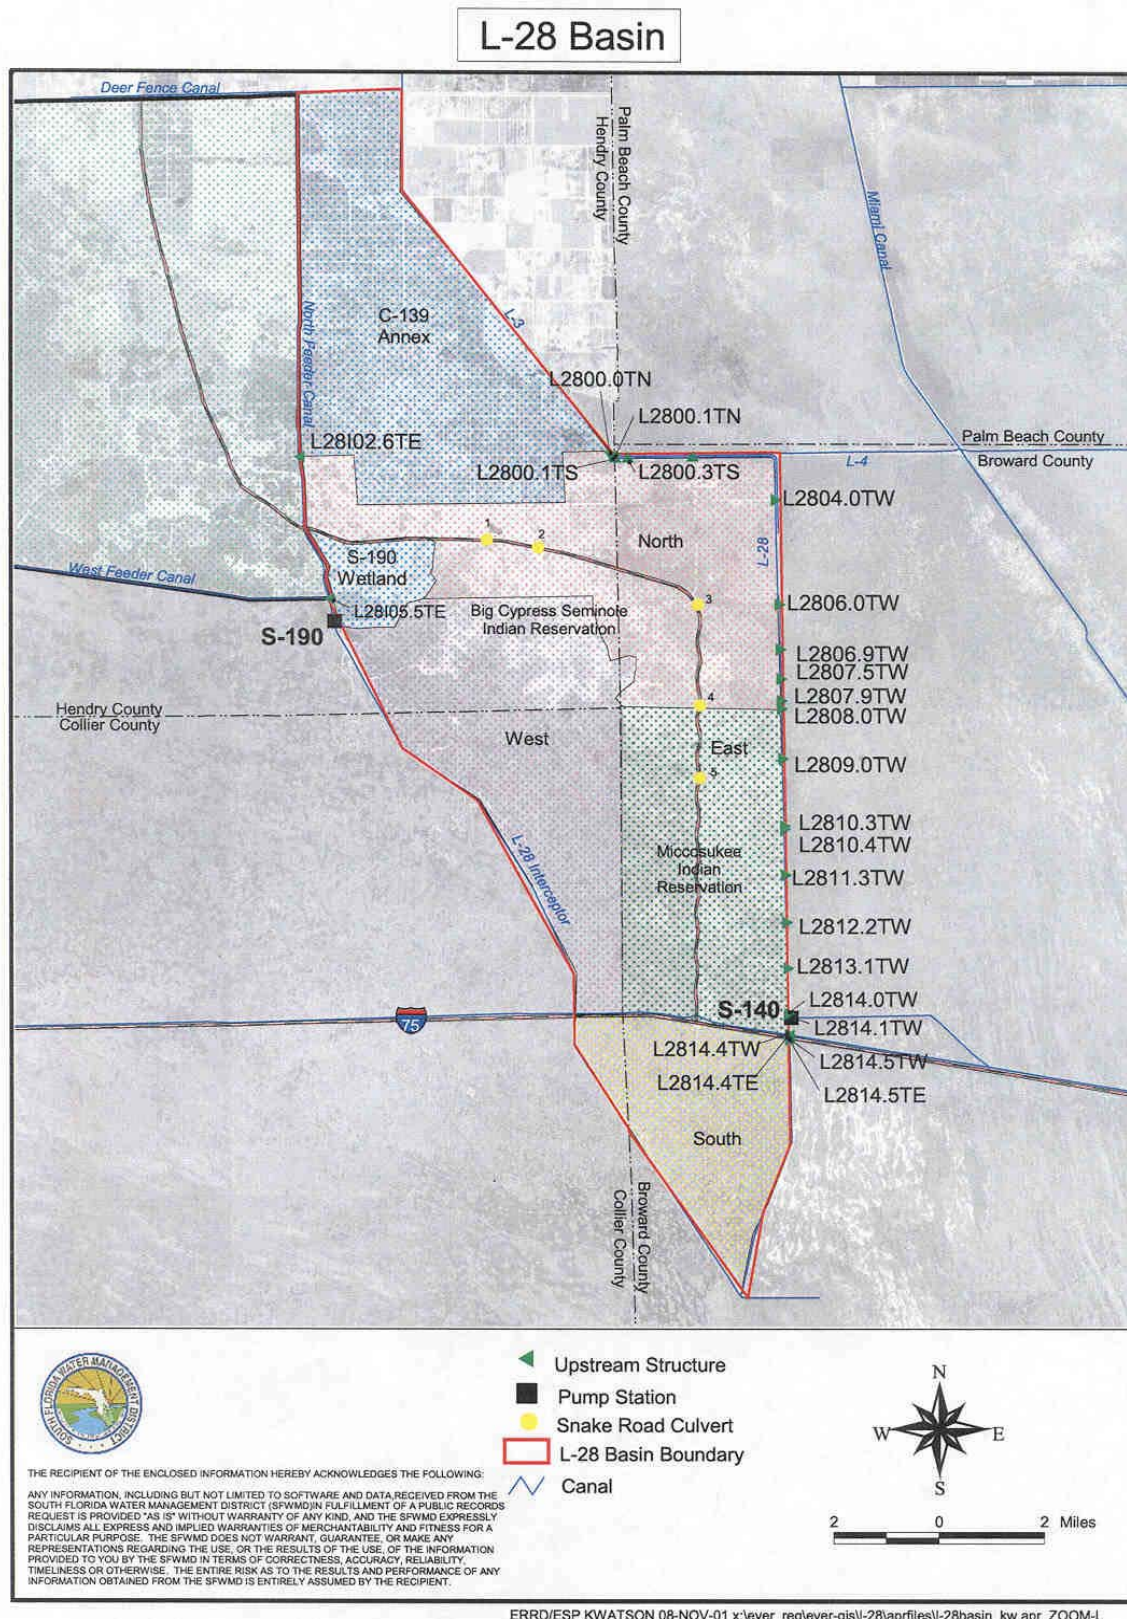 L-28 Basin
Deer Fence Canal
Palm Beach County
Hendry County
Miami Canal
North Feeder Canal
C-139
Annex
L-3
L2800.0TN
L2800.1TN
L28I02.6TE
Palm Beach County
Broward County
L-4
L2800.1TS
L2800.3TS
L2804.0TW
1
2
North
L-28
S-190
Wetland
West Feeder Canal
L28I05.5TE
Big Cypress Seminole
Indian Reservation
3
L2806.0TW
S-190
L2806.9TW
L2807.5TW
L2807.9TW
L2808.0TW
4
Hendry County
Collier County
West
East
L2809.0TW
5
L2810.3TW
L2810.4TW
L-28 Interceptor
Miccosukee
Indian
Reservation
L2811.3TW
L2812.2TW
L2813.1TW
S-140
L2814.0TW
75
L2814.1TW
L2814.4TW
L2814.5TW
L2814.4TE
L2814.5TE
South
Broward County
Collier County
SOUTH FLORIDA WATER MANAGEMENT DISTRICT
Upstream Structure
Pump Station
Snake Road Culvert
L-28 Basin Boundary
Canal
N
W
E
S
2 0 2 Miles
THE RECIPIENT OF THE ENCLOSED INFORMATION HEREBY ACKNOWLEDGES THE FOLLOWING:
ANY INFORMATION, INCLUDING BUT NOT LIMITED TO SOFTWARE AND DATA,RECEIVED FROM THE
SOUTH FLORIDA WATER MANAGEMENT DISTRICT (SFWMD)IN FULFILLMENT OF A PUBLIC RECORDS
REQUEST IS PROVIDED "AS IS" WITHOUT WARRANTY OF ANY KIND, AND THE SFWMD EXPRESSLY
DISCLAIMS ALL EXPRESS AND IMPLIED WARRANTIES OF MERCHANTABILITY AND FITNESS FOR A
PARTICULAR PURPOSE. THE SFWMD DOES NOT WARRANT, GUARANTEE, OR MAKE ANY
REPRESENTATIONS REGARDING THE USE, OR THE RESULTS OF THE USE, OF THE INFORMATION
PROVIDED TO YOU BY THE SFWMD IN TERMS OF CORRECTNESS, ACCURACY, RELIABILITY,
TIMELINESS OR OTHERWISE. THE ENTIRE RISK AS TO THE RESULTS AND PERFORMANCE OF ANY
INFORMATION OBTAINED FROM THE SFWMD IS ENTIRELY ASSUMED BY THE RECIPIENT.
ERRD/ESP KWATSON 08-NOV-01